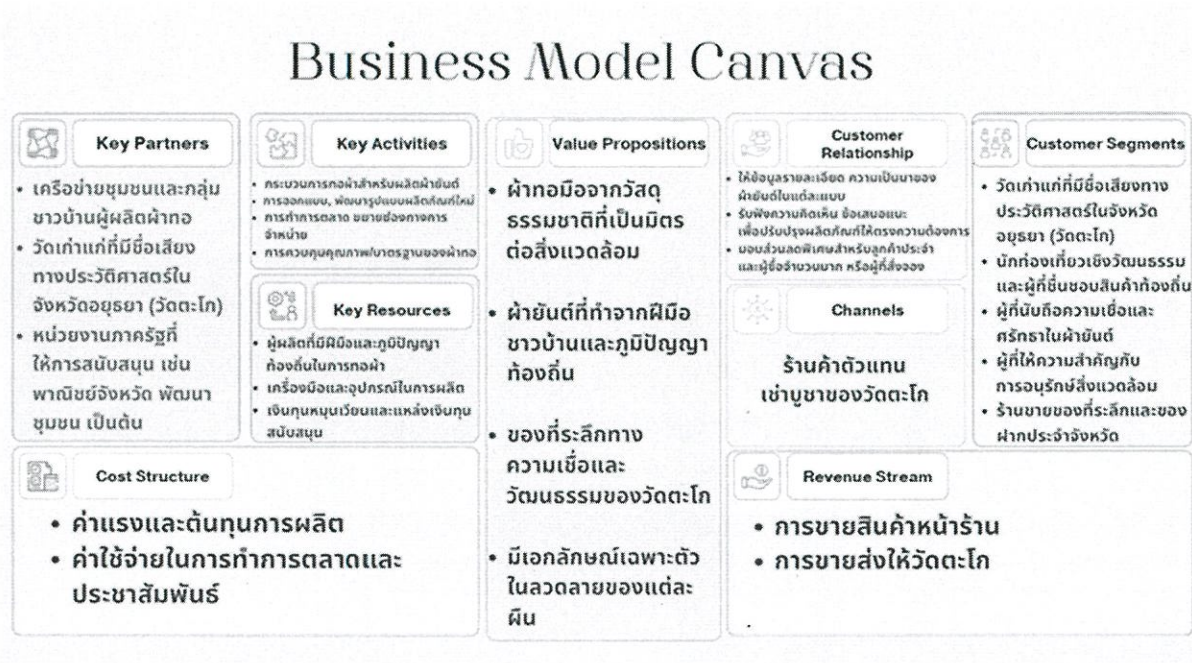 Business Model Canvas
Key Partners
• เครือข่ายชุมชนและกลุ่ม
ชาวบ้านผู้ผลิตผ้าทอ
• วัดเก่าแก่ที่มีชื่อเสียง
ทางประวัติศาสตร์ใน
จังหวัดอยุธยา (วัดตะโก)
• หน่วยงานภาครัฐที่
ให้การสนับสนุน เช่น
พาณิชย์จังหวัด พัฒนา
ชุมชน เป็นต้น
Key Activities
• กระบวนการทอผ้าสำหรับผลิตผ้ายันต์
• การออกแบบ, พัฒนารูปแบบผลิตภัณฑ์ใหม่
• การทำการตลาด ขยายช่องทางการ
จำหน่าย
• การควบคุมคุณภาพ/มาตรฐานของผ้าทอ
Key Resources
• ผู้ผลิตที่มีฝีมือและภูมิปัญญา
ท้องถิ่นในการทอผ้า
• เครื่องมือและอุปกรณ์ในการผลิต
• เงินทุนหมุนเวียนและแหล่งเงินทุน
สนับสนุน
Value Propositions
• ผ้าทอมือจากวัสดุ
ธรรมชาติที่เป็นมิตร
ต่อสิ่งแวดล้อม
• ผ้ายันต์ที่ทำจากฝีมือ
ชาวบ้านและภูมิปัญญา
ท้องถิ่น
• ของที่ระลึกทาง
ความเชื่อและ
วัฒนธรรมของวัดตะโก
• มีเอกลักษณ์เฉพาะตัว
ในลวดลายของแต่ละ
ผืน
Customer
Relationship
• ให้ข้อมูลรายละเอียด ความเป็นมาของ
ผ้ายันต์ในแต่ละแบบ
• รับฟังความคิดเห็น ข้อเสนอแนะ
เพื่อปรับปรุงผลิตภัณฑ์ให้ตรงความต้องการ
• มอบส่วนลดพิเศษสำหรับลูกค้าประจำ
และผู้ซื้อจำนวนมาก หรือผู้ที่สั่งจอง
Channels
ร้านค้าตัวแทน
เช่าบูชาของวัดตะโก
Customer Segments
• วัดเก่าแก่ที่มีชื่อเสียงทาง
ประวัติศาสตร์ในจังหวัด
อยุธยา (วัดตะโก)
• นักท่องเที่ยวเชิงวัฒนธรรม
และผู้ที่ชื่นชอบสินค้าท้องถิ่น
• ผู้ที่นับถือความเชื่อและ
ศรัทธาในผ้ายันต์
• ผู้ที่ให้ความสำคัญกับ
การอนุรักษ์สิ่งแวดล้อม
• ร้านขายของที่ระลึกและของ
ฝากประจำจังหวัด
Cost Structure
• ค่าแรงและต้นทุนการผลิต
• ค่าใช้จ่ายในการทำการตลาดและ
ประชาสัมพันธ์
Revenue Stream
• การขายสินค้าหน้าร้าน
• การขายส่งให้วัดตะโก